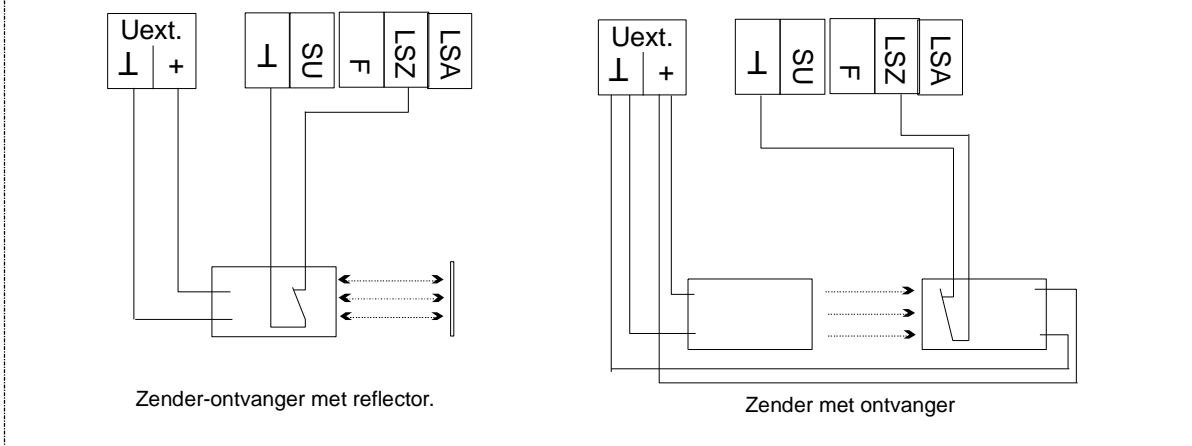 Uext.
⊥ +
⊥ SU F LSZ LSA
Uext.
⊥ +
⊥ SU F LSZ LSA
Zender-ontvanger met reflector.
Zender met ontvanger